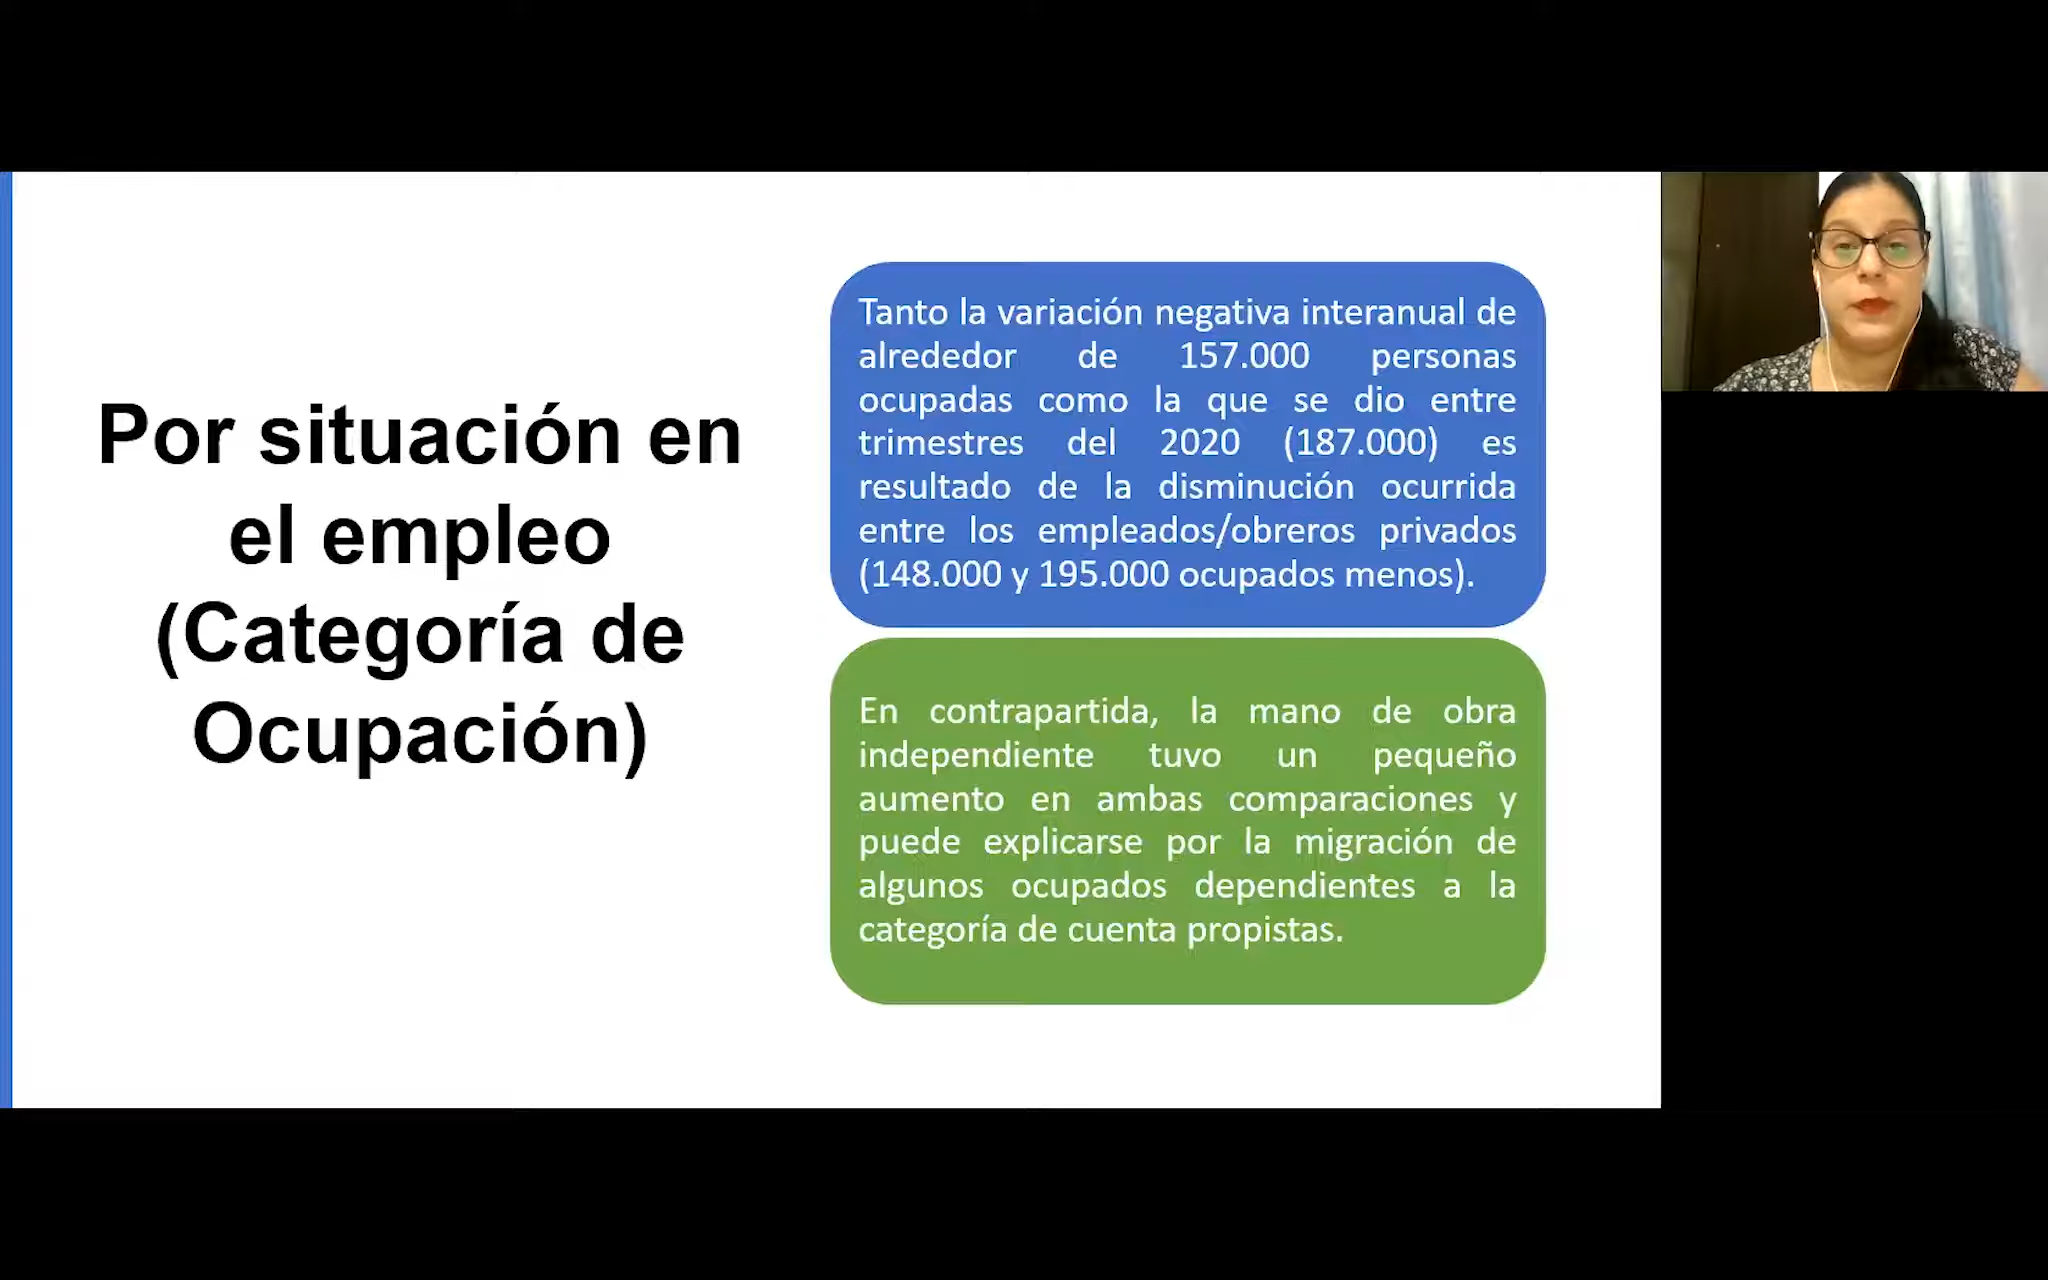 Por situación en
el empleo
(Categoría de
Ocupación)
Tanto la variación negativa interanual de
alrededor de 157.000 personas
ocupadas como la que se dio entre
trimestres del 2020 (187.000) es
resultado de la disminución ocurrida
entre los empleados/obreros privados
(148.000 y 195.000 ocupados menos).
En contrapartida, la mano de obra
independiente tuvo un pequeño
aumento en ambas comparaciones y
puede explicarse por la migración de
algunos ocupados dependientes a la
categoría de cuenta propistas.